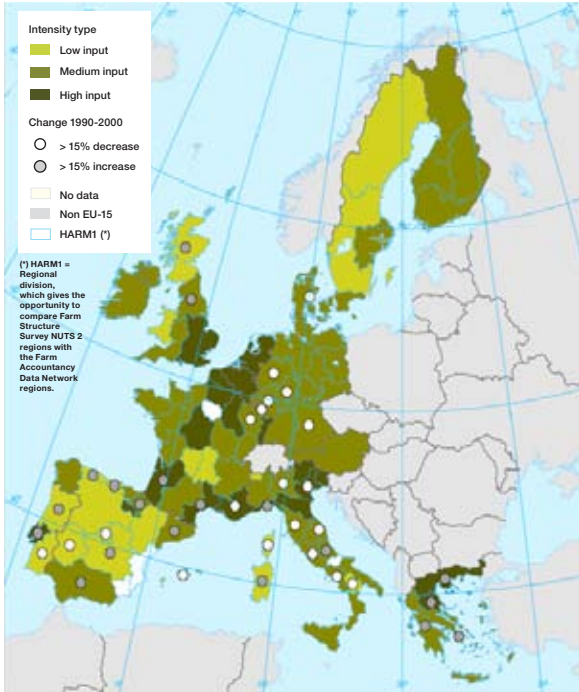 Intensity type
Low input
Medium input
High input
Change 1990-2000
> 15% decrease
> 15% increase
No data
Non EU-15
HARM1 (*)
(*) HARM1 =
Regional
division,
which gives the
opportunity to
compare Farm
Structure
Survey NUTS 2
regions with
the Farm
Accountancy
Data Network
regions.